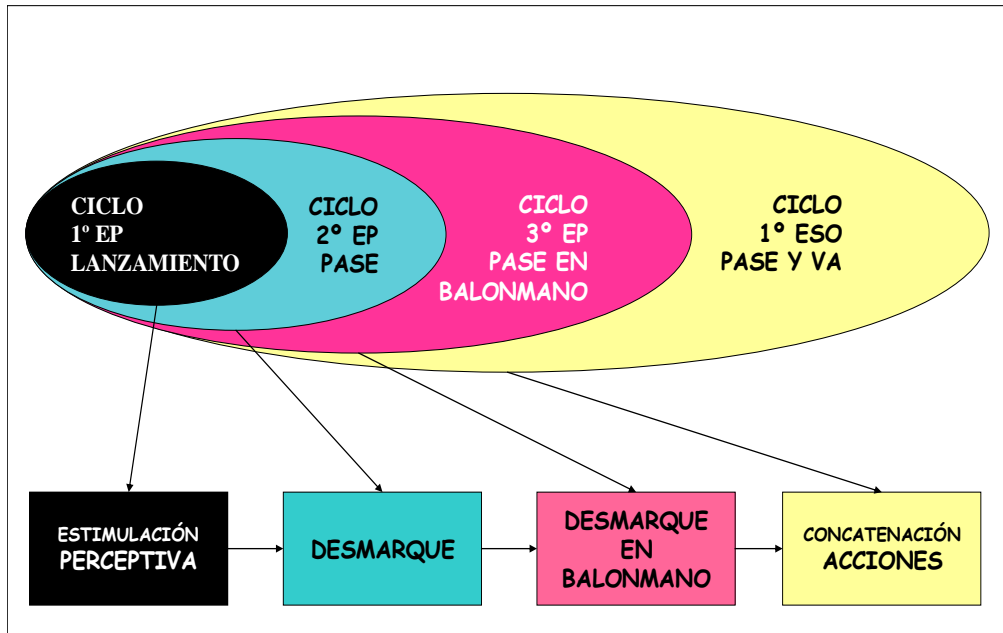 CICLO
1º EP
LANZAMIENTO
CICLO
2º EP
PASE
CICLO
3º EP
PASE EN
BALONMANO
CICLO
1º ESO
PASE Y VA
ESTIMULACIÓN
PERCEPTIVA
DESMARQUE
DESMARQUE
EN
BALONMANO
CONCATENACIÓN
ACCIONES